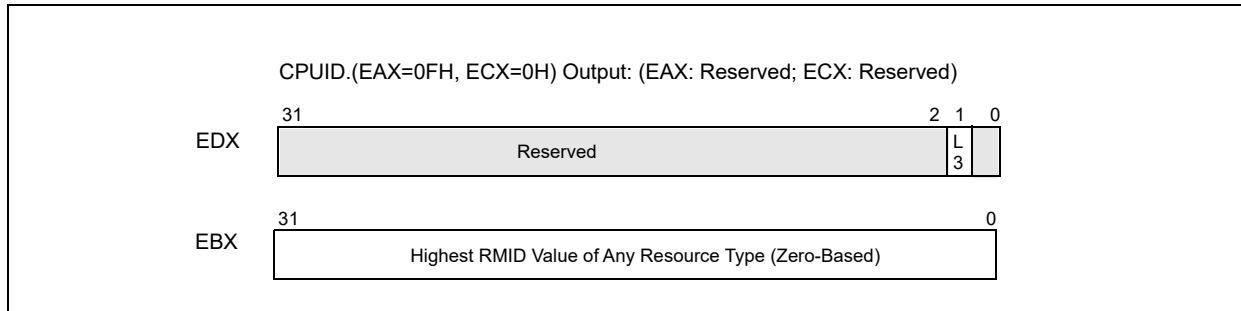 CPUID.(EAX=0FH, ECX=0H) Output: (EAX: Reserved; ECX: Reserved)
31 2 1 0
EDX Reserved L3
31 0
EBX Highest RMID Value of Any Resource Type (Zero-Based)